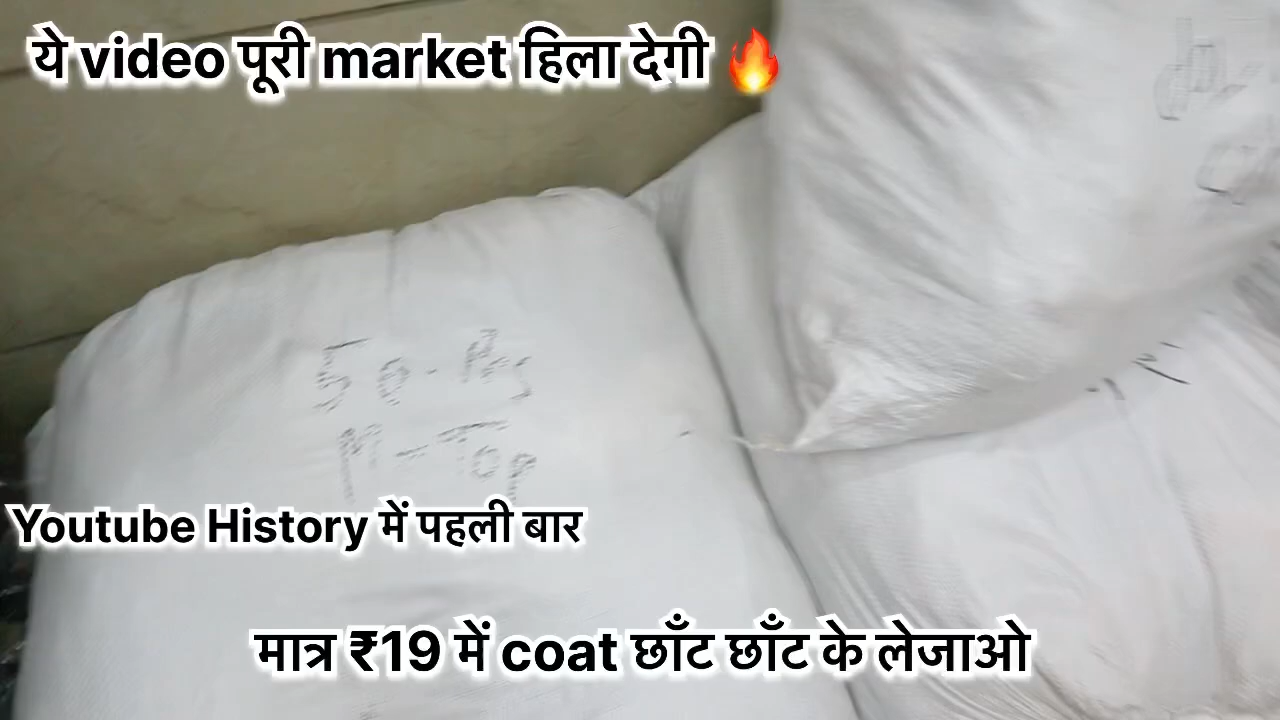 ये video पूरी market हिला देगी 🔥
Youtube History में पहली बार
मात्र ₹19 में coat छाँट छाँट के लेजाओ